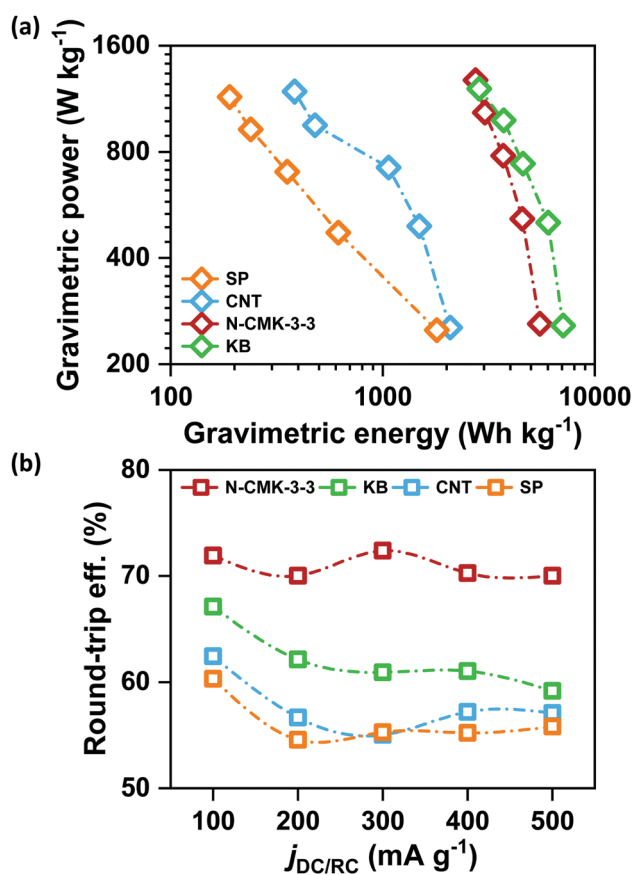 (a)
Gravimetric power (W kg⁻¹)
1600
800
400
200
SP
CNT
N-CMK-3-3
KB
100 1000 10000
Gravimetric energy (Wh kg⁻¹)
(b)
Round-trip eff. (%)
80
70
60
50
N-CMK-3-3 KB CNT SP
100 200 300 400 500
j_DC/RC (mA g⁻¹)